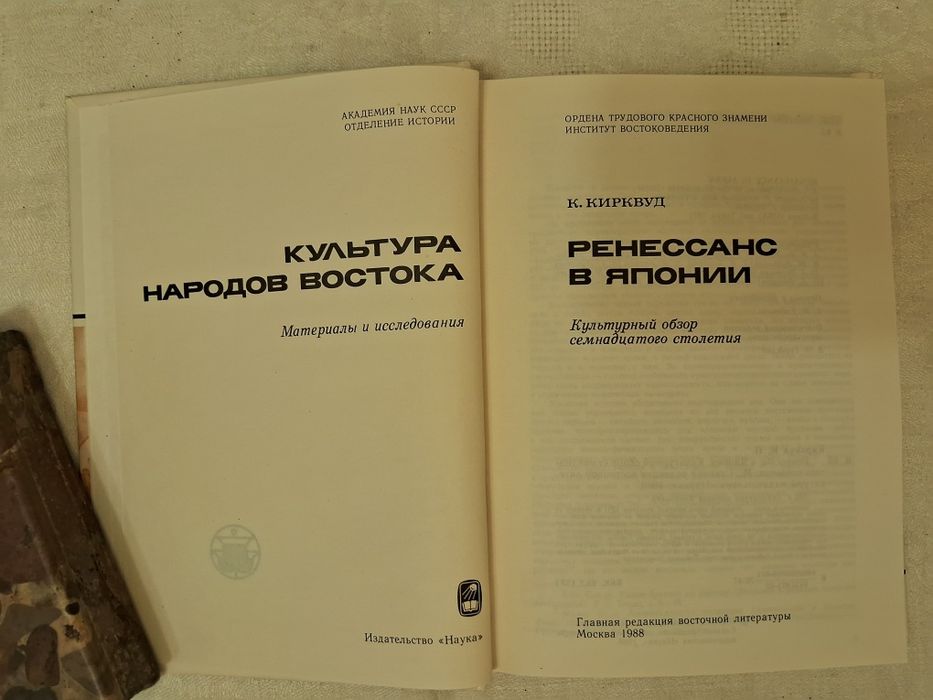 АКАДЕМИЯ НАУК СССР
ОТДЕЛЕНИЕ ИСТОРИИ
КУЛЬТУРА
НАРОДОВ ВОСТОКА
Материалы и исследования
Издательство «Наука»
ОРДЕНА ТРУДОВОГО КРАСНОГО ЗНАМЕНИ
ИНСТИТУТ ВОСТОКОВЕДЕНИЯ
К. КИРКВУД
РЕНЕССАНС
В ЯПОНИИ
Культурный обзор
семнадцатого столетия
Главная редакция восточной литературы
Москва 1988